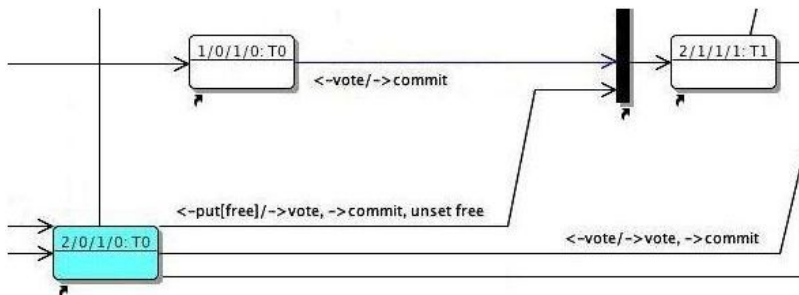 1/0/1/0: T0
2/1/1/1: T1
<-vote/->commit
<-put[free]/->vote, ->commit, unset free
2/0/1/0: T0
<-vote/->vote, ->commit